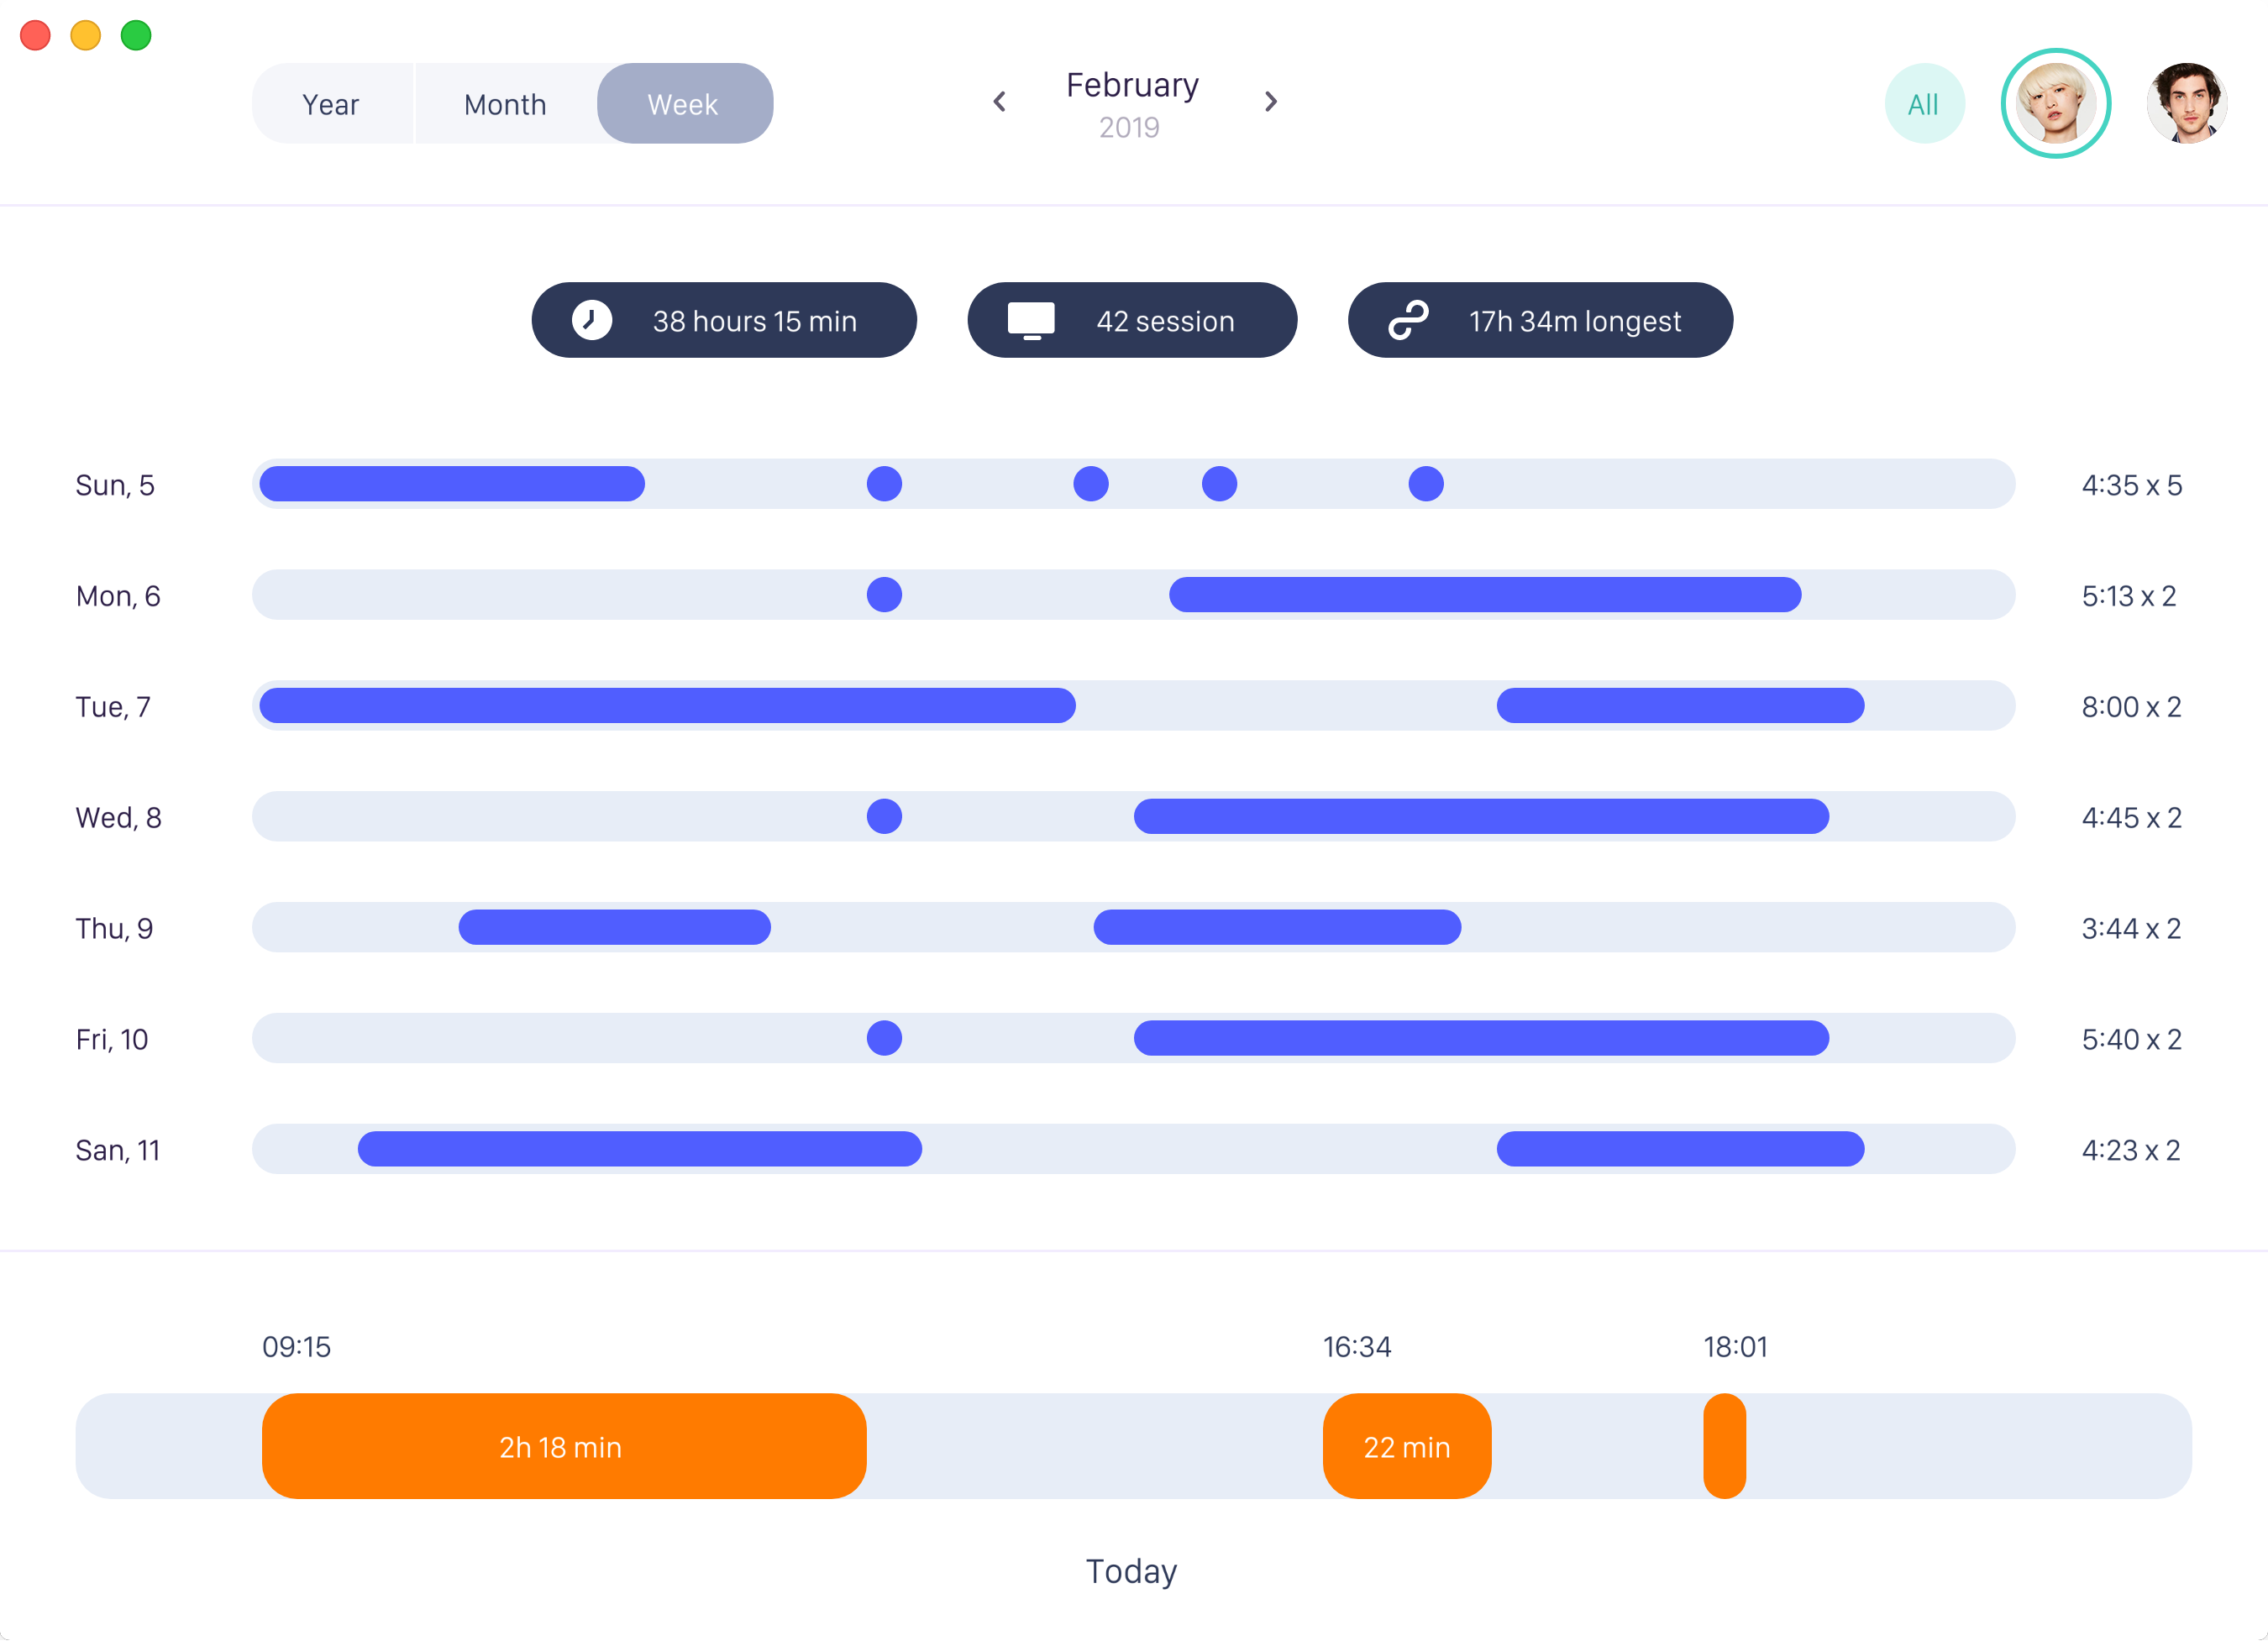 Year Month Week
February
2019
All
38 hours 15 min
42 session
17h 34m longest
Sun, 5 4:35 x 5
Mon, 6 5:13 x 2
Tue, 7 8:00 x 2
Wed, 8 4:45 x 2
Thu, 9 3:44 x 2
Fri, 10 5:40 x 2
San, 11 4:23 x 2
09:15 16:34 18:01
2h 18 min 22 min
Today